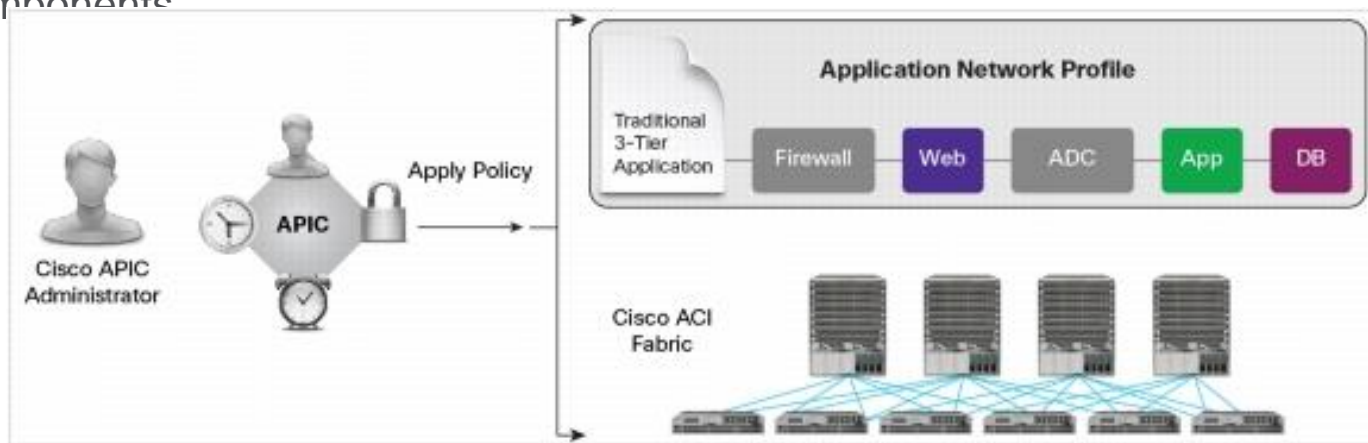 mponents
Cisco APIC
Administrator
APIC
Apply Policy
Application Network Profile
Traditional
3-Tier
Application
Firewall
Web
ADC
App
DB
Cisco ACI
Fabric